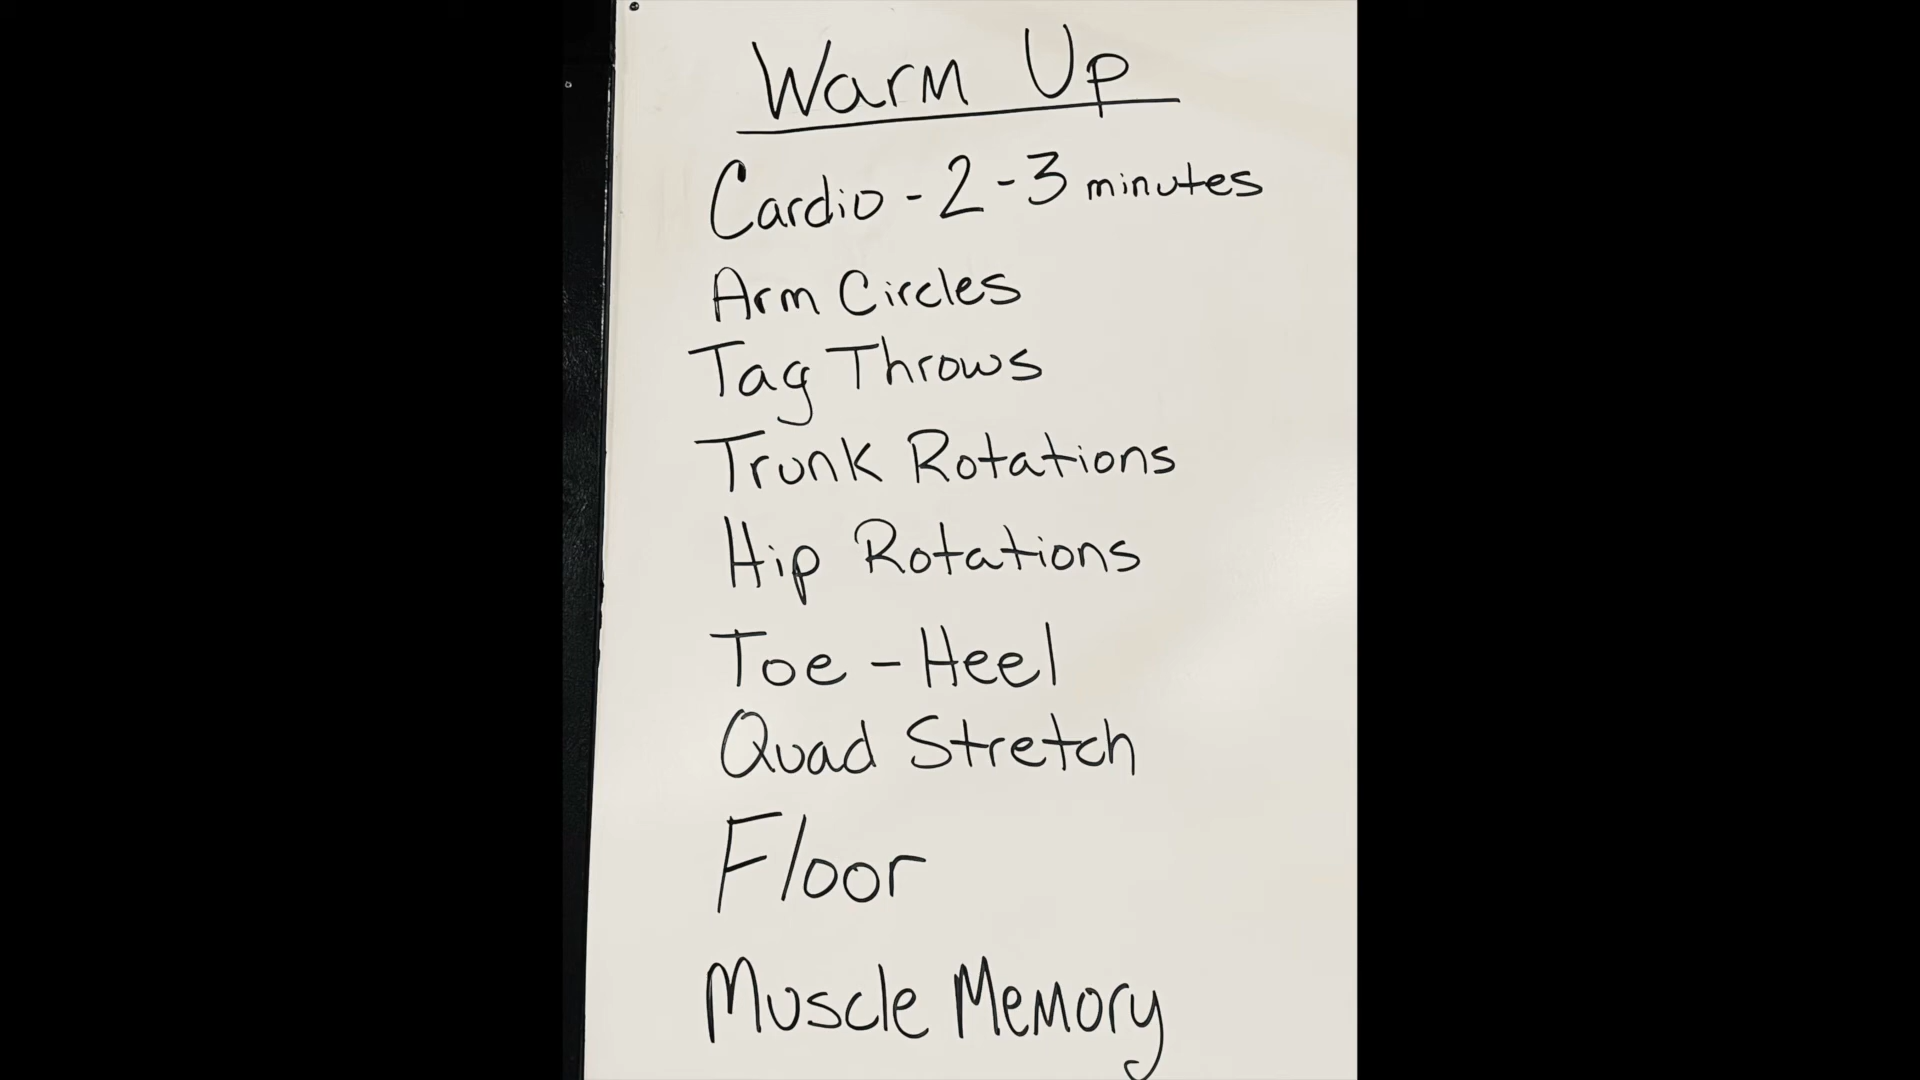 Warm Up
Cardio - 2-3 minutes
Arm Circles
Tag Throws
Trunk Rotations
Hip Rotations
Toe - Heel
Quad Stretch
Floor
Muscle Memory